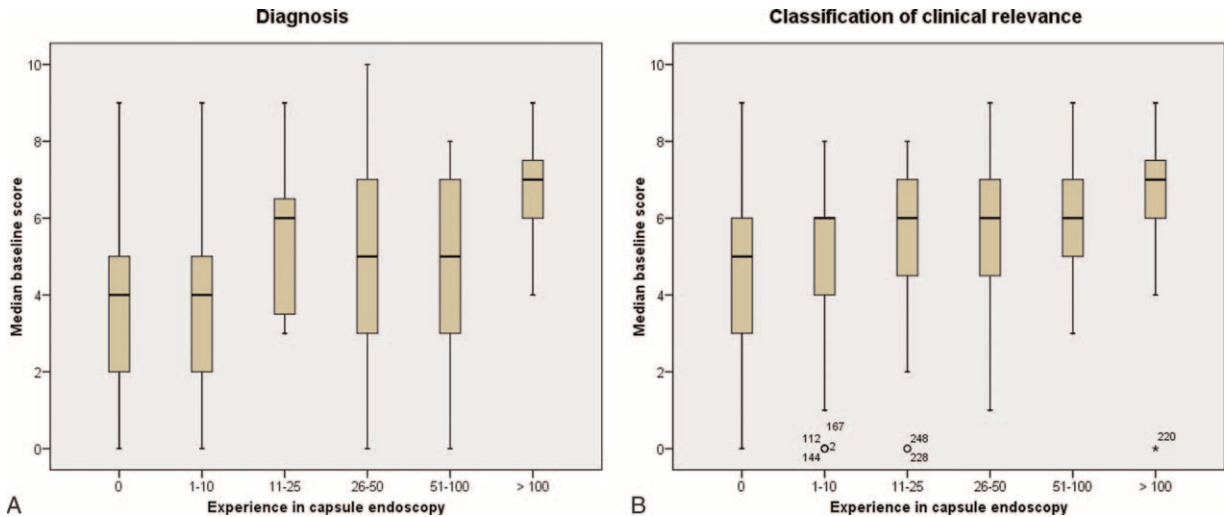 Diagnosis
Median baseline score
10
8
6
4
2
0
0 1-10 11-25 26-50 51-100 > 100
Experience in capsule endoscopy
A
Classification of clinical relevance
Median baseline score
10
8
6
4
2
0
167
112 2
144
248
228
220
0 1-10 11-25 26-50 51-100 > 100
Experience in capsule endoscopy
B